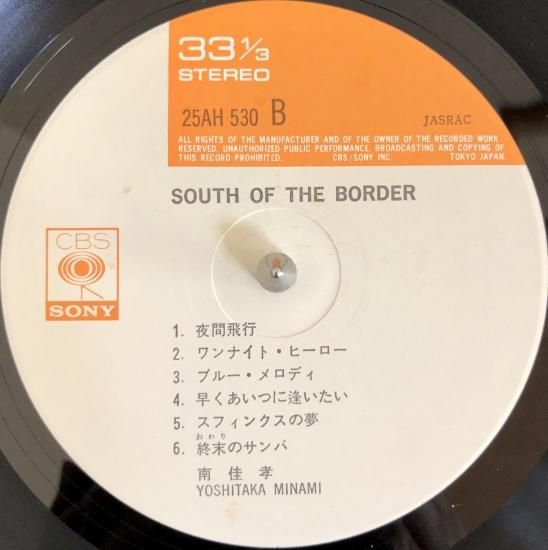 33 1/3
STEREO
25AH 530 B
JASRAC
ALL RIGHTS OF THE MANUFACTURER AND OF THE OWNER OF THE RECORDED WORK
RESERVED. UNAUTHORIZED PUBLIC PERFORMANCE, BROADCASTING AND COPYING OF
THIS RECORD PROHIBITED. CBS/SONY INC. TOKYO JAPAN.
SOUTH OF THE BORDER
CBS
SONY
1. 夜間飛行
2. ワンナイト・ヒーロー
3. ブルー・メロディ
4. 早くあいつに逢いたい
5. スフィンクスの夢
おわり
6. 終末のサンバ
南 佳 孝
YOSHITAKA MINAMI